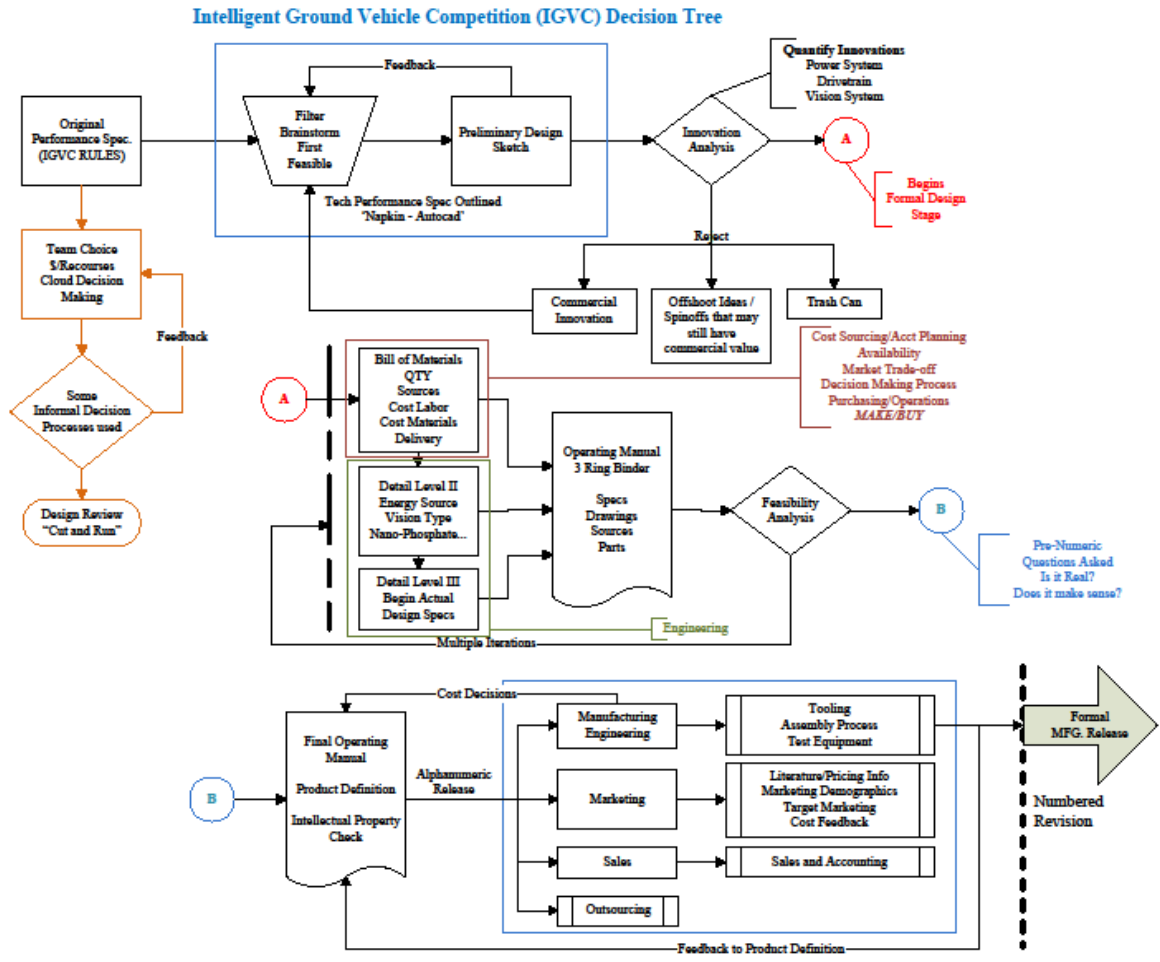 Intelligent Ground Vehicle Competition (IGVC) Decision Tree
Feedback
Quantify Innovations
Power System
Drivetrain
Vision System
Original
Performance Spec.
(IGVC RULES)
Filter
Brainstorm
First
Feasible
Preliminary Design
Sketch
Innovation
Analysis
A
Begins
Formal Design
Stage
Tech Performance Spec Outlined
"Napkin - Autocad"
Reject
Team Choice
$/Recourses
Cloud Decision
Making
Feedback
Commercial
Innovation
Offshoot Ideas /
Spinoffs that may
still have
commercial value
Trash Can
Some
Informal Decision
Processes used
Design Review
“Cut and Run”
A
Bill of Materials
QTY
Sources
Cost Labor
Cost Materials
Delivery
Cost Sourcing/Acct Planning
Availability
Market Trade-off
Decision Making Process
Purchasing/Operations
MAKE/BUY
Detail Level II
Energy Source
Vision Type
Nano-Phosphate...
Detail Level III
Begin Actual
Design Specs
Operating Manual
3 Ring Binder
Specs
Drawings
Sources
Parts
Feasibility
Analysis
B
Pre-Numeric
Questions Asked
Is it Real?
Does it make sense?
Engineering
Multiple Iterations
Cost Decisions
B
Final Operating
Manual
Product Definition
Intellectual Property
Check
Alphanumeric
Release
Manufacturing
Engineering
Tooling
Assembly Process
Test Equipment
Marketing
Literature/Pricing Info
Marketing Demographics
Target Marketing
Cost Feedback
Sales
Sales and Accounting
Outsourcing
Formal
MFG. Release
Numbered
Revision
Feedback to Product Definition